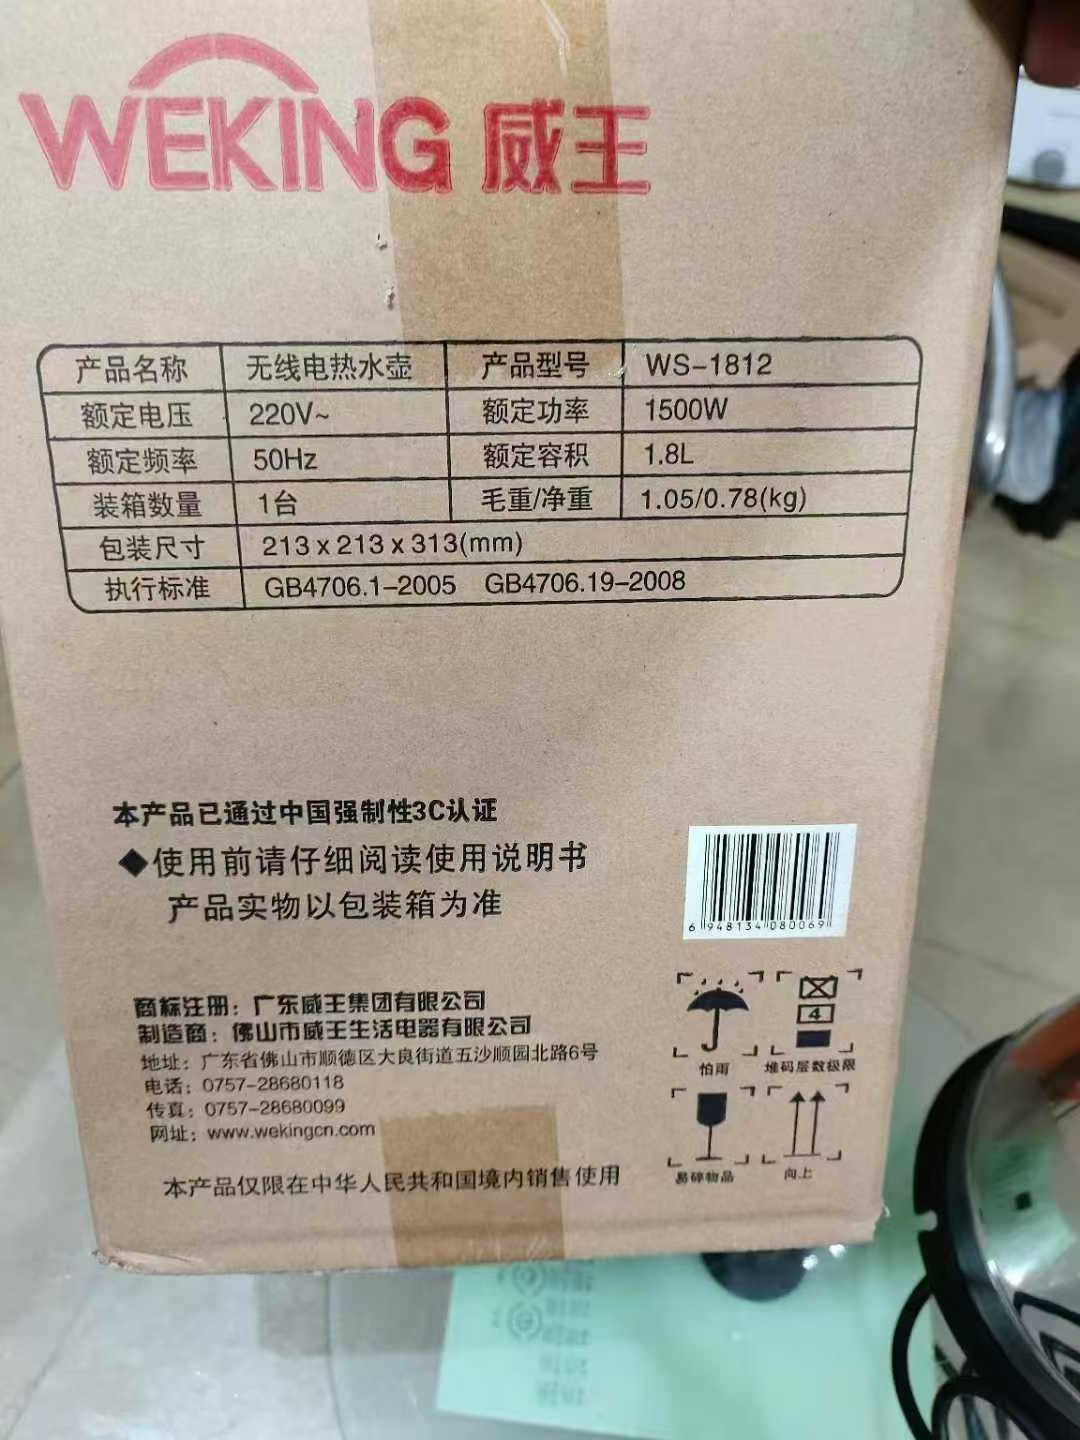 WEKING 威王
产品名称 无线电热水壶 产品型号 WS-1812
额定电压 220V~ 额定功率 1500W
额定频率 50Hz 额定容积 1.8L
装箱数量 1台 毛重/净重 1.05/0.78(kg)
包装尺寸 213x213x313(mm)
执行标准 GB4706.1-2005 GB4706.19-2008
本产品已通过中国强制性3C认证
◆使用前请仔细阅读使用说明书
产品实物以包装箱为准
6 948134 080069
商标注册：广东威王集团有限公司
制造商：佛山市威王生活电器有限公司
地址：广东省佛山市顺德区大良街道五沙顺园北路6号
电话：0757-28680118
传真：0757-28680099
网址：www.wekingcn.com
本产品仅限在中华人民共和国境内销售使用
4
怕雨 堆码层数极限
易碎物品 向上